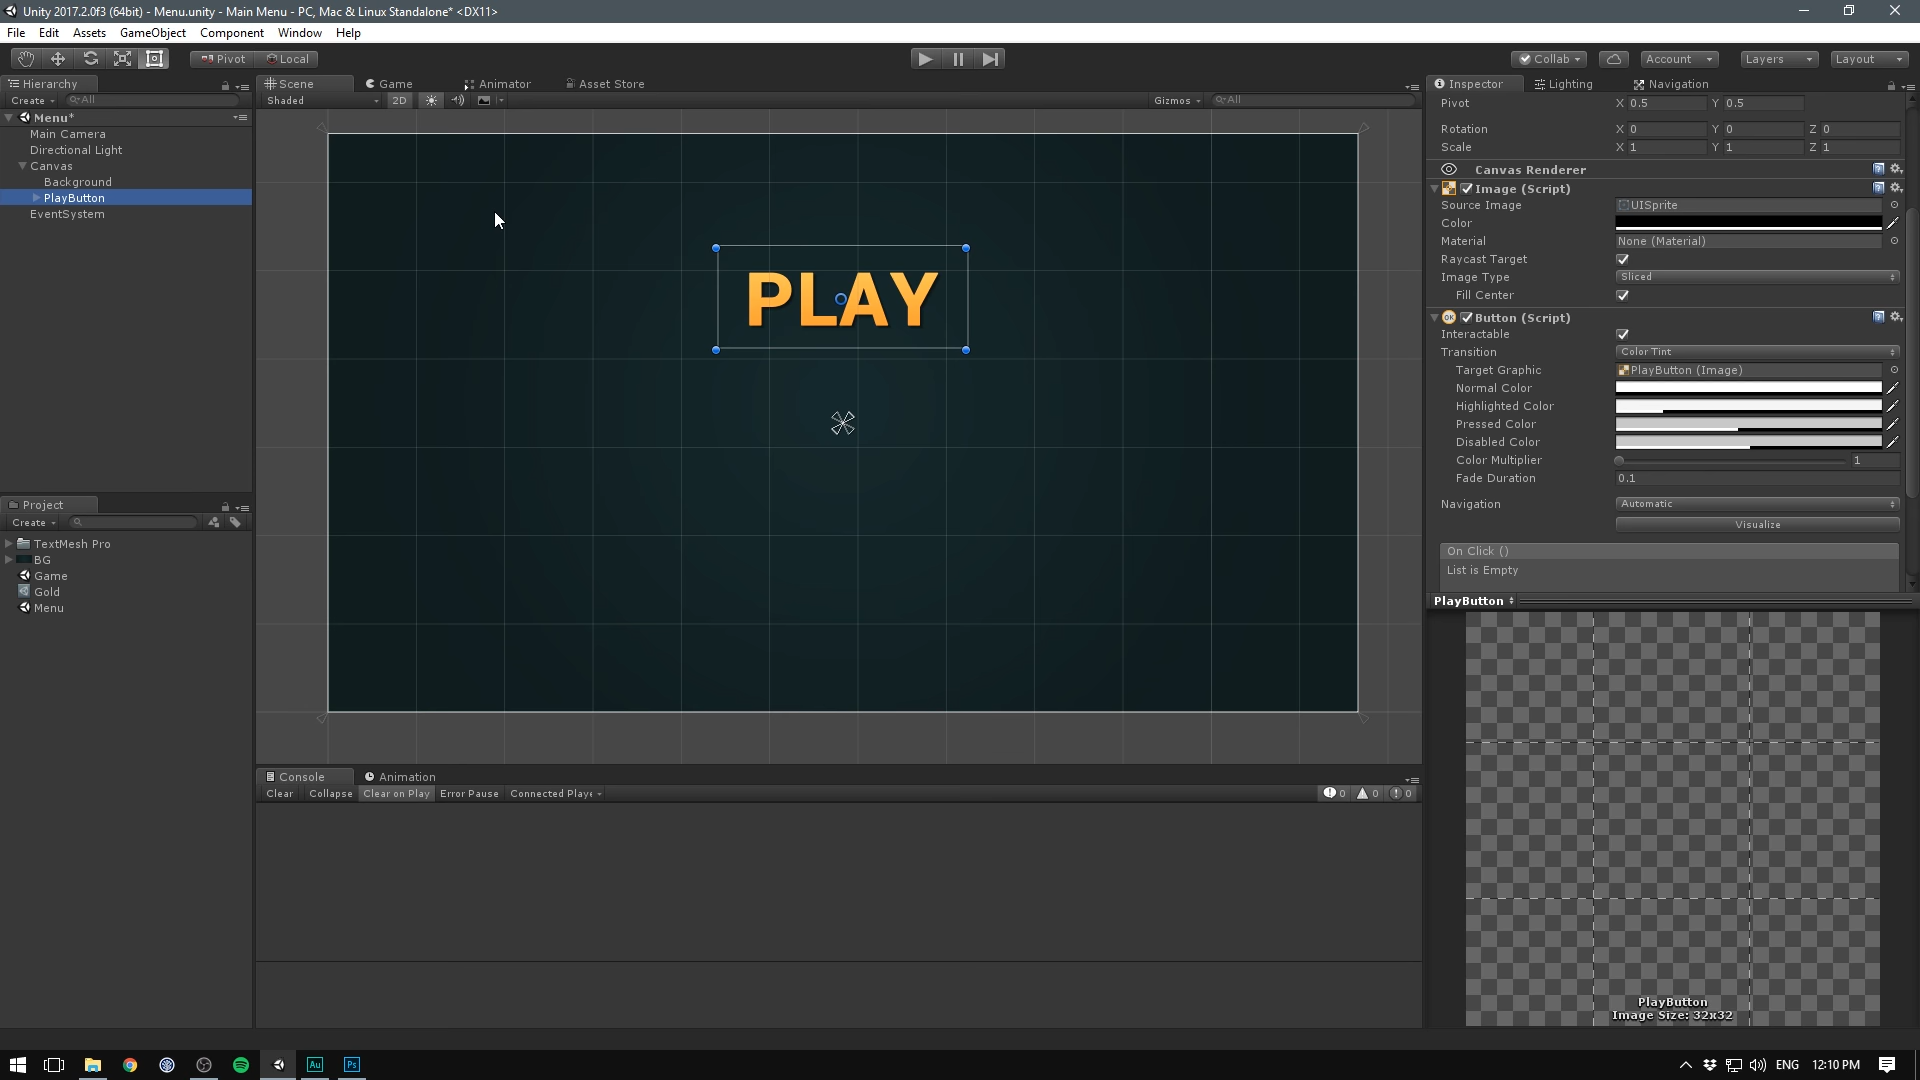 Unity 2017.2.0f3 (64bit) - Menu.unity - Main Menu - PC, Mac & Linux Standalone* <DX11>
File Edit Assets GameObject Component Window Help
Pivot Local Collab Account Layers Layout
Hierarchy
Create All
Menu*
Main Camera
Directional Light
Canvas
Background
PlayButton
EventSystem
Project
Create
TextMesh Pro
BG
Game
Gold
Menu
Scene Game Animator Asset Store
Shaded 2D Gizmos All
PLAY
Console Animation
Clear Collapse Clear on Play Error Pause Connected Playe 0 0 0
Inspector Lighting Navigation
Pivot X 0.5 Y 0.5
Rotation X 0 Y 0 Z 0
Scale X 1 Y 1 Z 1
Canvas Renderer
Image (Script)
Source Image UISprite
Color
Material None (Material)
Raycast Target
Image Type Sliced
Fill Center
OK Button (Script)
Interactable
Transition Color Tint
Target Graphic PlayButton (Image)
Normal Color
Highlighted Color
Pressed Color
Disabled Color
Color Multiplier 1
Fade Duration 0.1
Navigation Automatic
Visualize
On Click ()
List is Empty
PlayButton
PlayButton
Image Size: 32x32
Au Ps ENG 12:10 PM